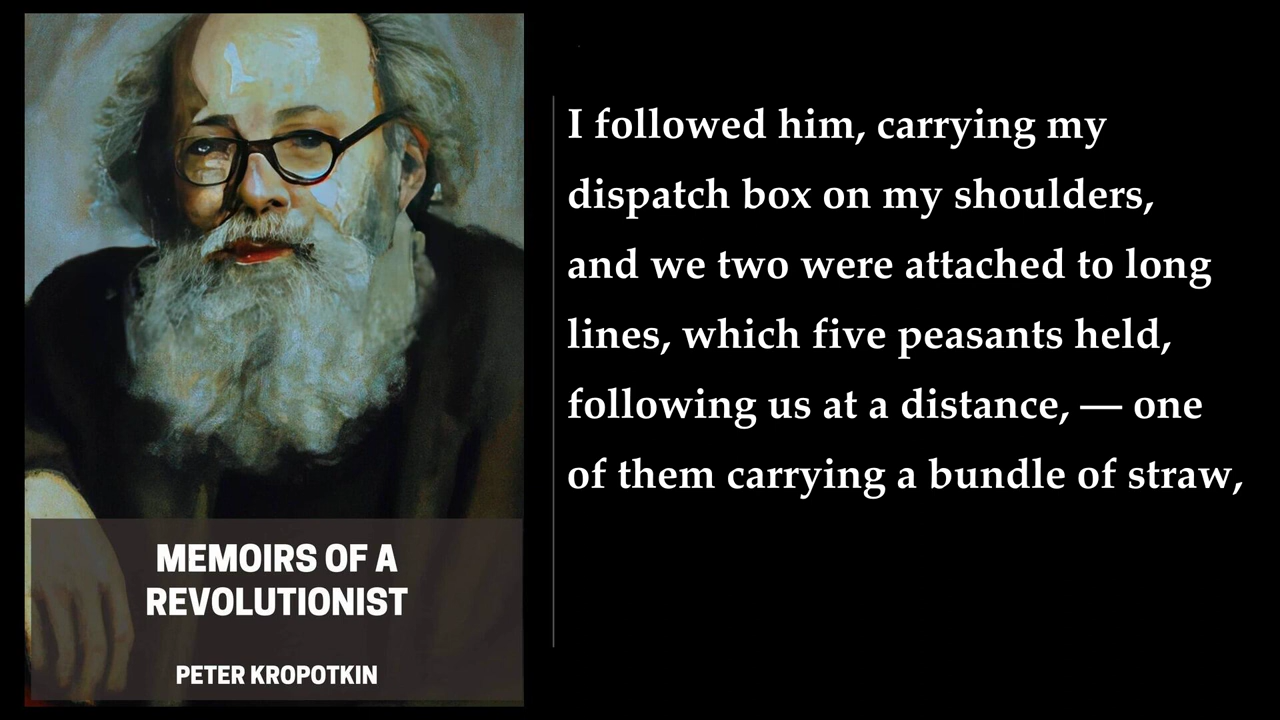 I followed him, carrying my
dispatch box on my shoulders,
and we two were attached to long
lines, which five peasants held,
following us at a distance, — one
of them carrying a bundle of straw,
MEMOIRS OF A
REVOLUTIONIST
PETER KROPOTKIN